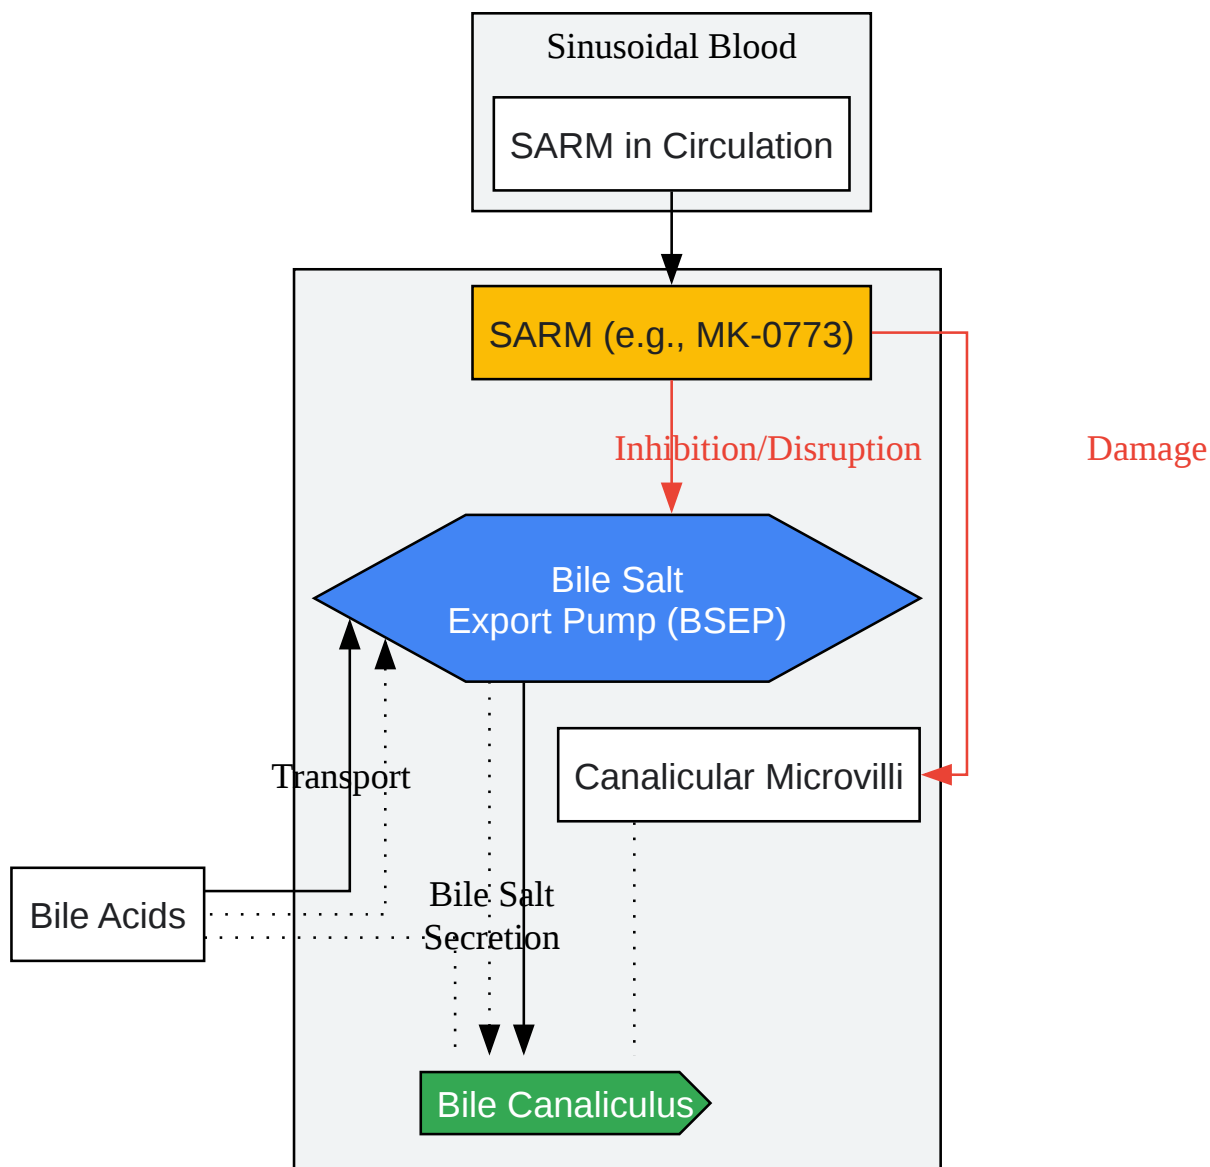 Sinusoidal Blood
SARM in Circulation
SARM (e.g., MK-0773)
Inhibition/Disruption
Damage
Bile Salt
Export Pump (BSEP)
Transport
Canalicular Microvilli
Bile Acids
Bile Salt
Secretion
Bile Canaliculus